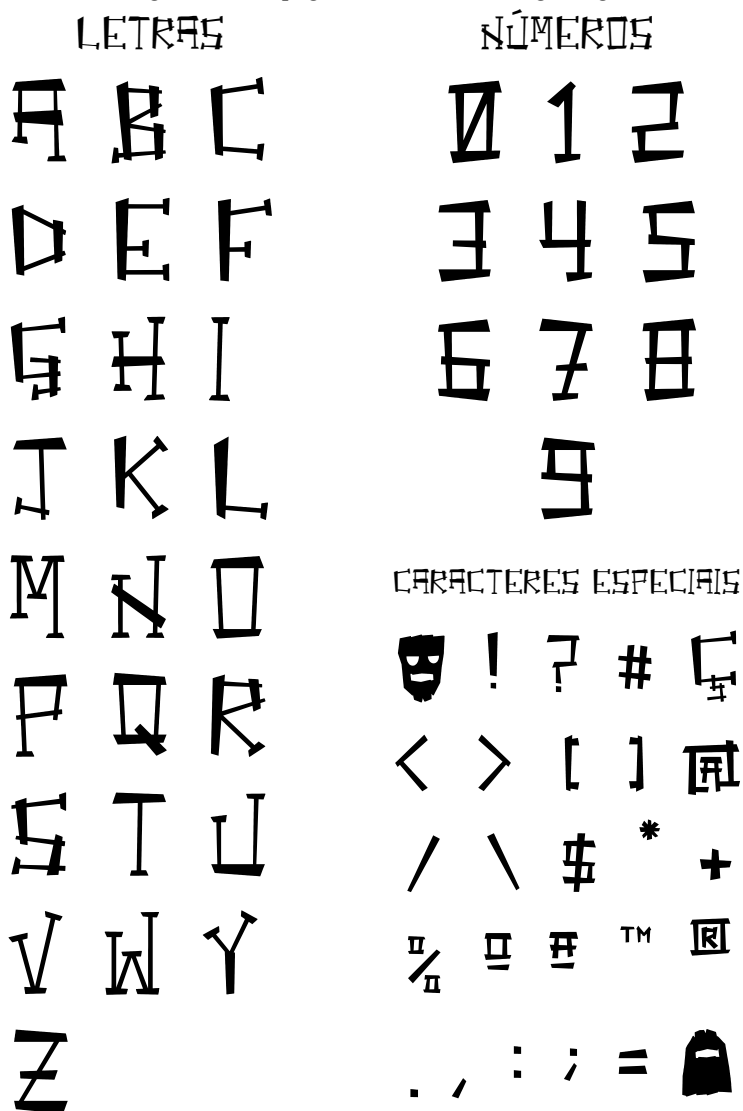 LETRAS
A B C
D E F
G H I
J K L
M N O
P Q R
S T U
V W Y
Z
NÚMEROS
0 1 2
3 4 5
6 7 8
9
CARACTERES ESPECIAIS
! ? # Ç
< > [ ] @
/ \ $ * +
% º ª ™ ®
. , : ; =